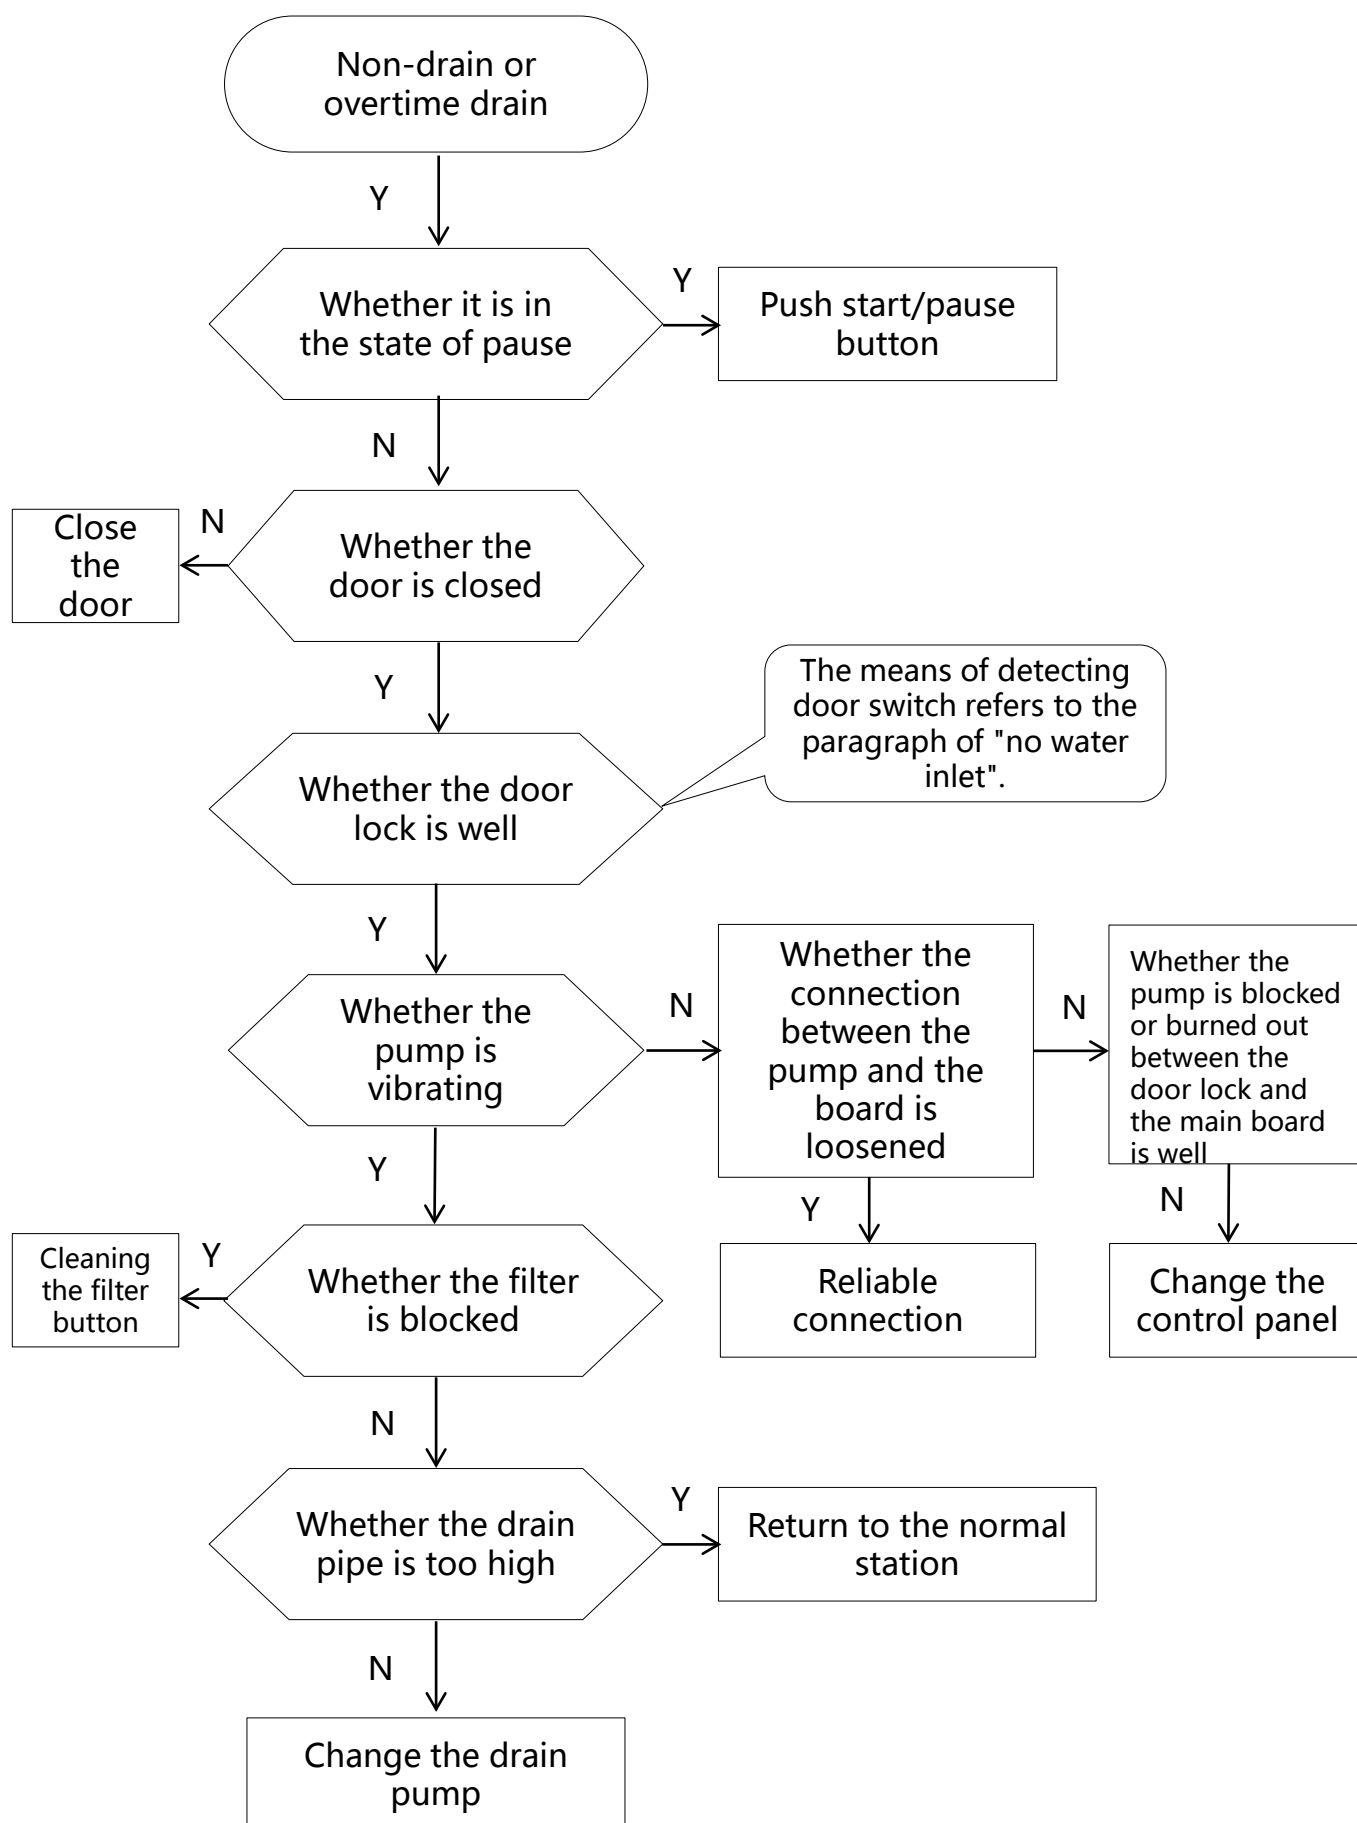 Non-drain or
overtime drain
Y
Whether it is in
the state of pause
Y
Push start/pause
button
N
Close
the
door
N
Whether the
door is closed
Y
The means of detecting
door switch refers to the
paragraph of "no water
inlet".
Whether the door
lock is well
Y
Whether the
pump is
vibrating
N
Whether the
connection
between the
pump and the
board is
loosened
N
Whether the
pump is blocked
or burned out
between the
door lock and
the main board
is well
Y
Y
N
Cleaning
the filter
button
Y
Whether the filter
is blocked
Reliable
connection
Change the
control panel
N
Whether the drain
pipe is too high
Y
Return to the normal
station
N
Change the drain
pump